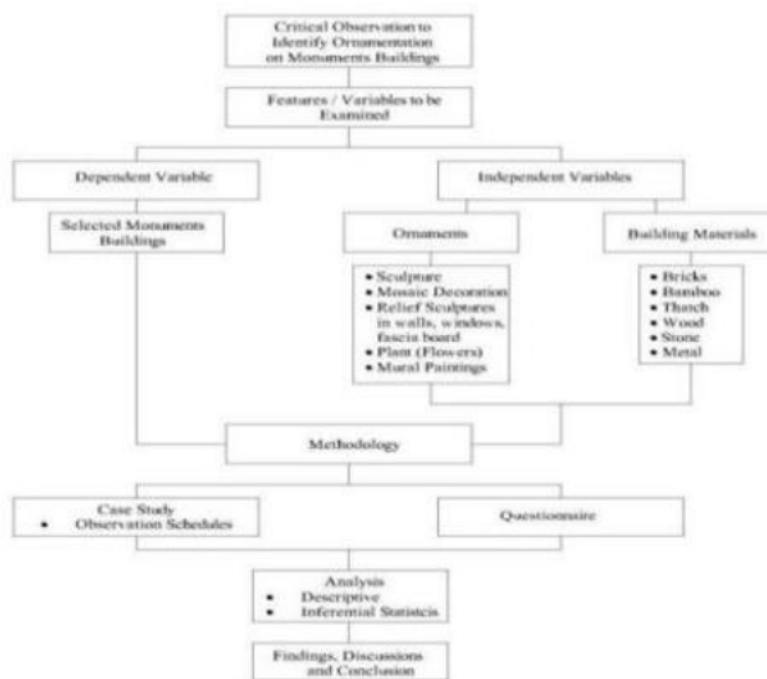 Critical Observation to
Identify Ornamentation
on Monuments Buildings
Features / Variables to be
Examined
Dependent Variable
Independent Variables
Selected Monuments
Buildings
Ornaments
Building Materials
• Sculpture
• Mosaic Decoration
• Relief Sculptures
in walls, windows,
fascia board
• Plant (Flowers)
• Mural Paintings
• Bricks
• Bamboo
• Thatch
• Wood
• Stone
• Metal
Methodology
Case Study
• Observation Schedules
Questionnaire
Analysis
• Descriptive
• Inferential Statistcis
Findings, Discussions
and Conclusion